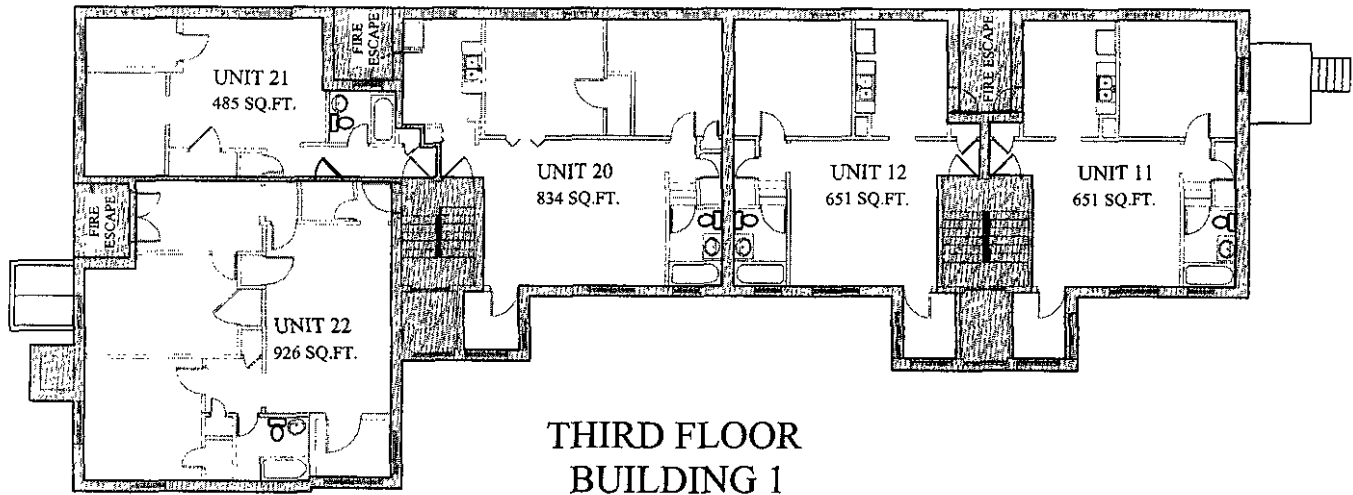 FIRE
ESCAPE
FIRE ESCAPE
UNIT 21
485 SQ.FT.
UNIT 20
834 SQ.FT.
UNIT 12
651 SQ.FT.
UNIT 11
651 SQ.FT.
FIRE
ESCAPE
UNIT 22
926 SQ.FT.
THIRD FLOOR
BUILDING 1